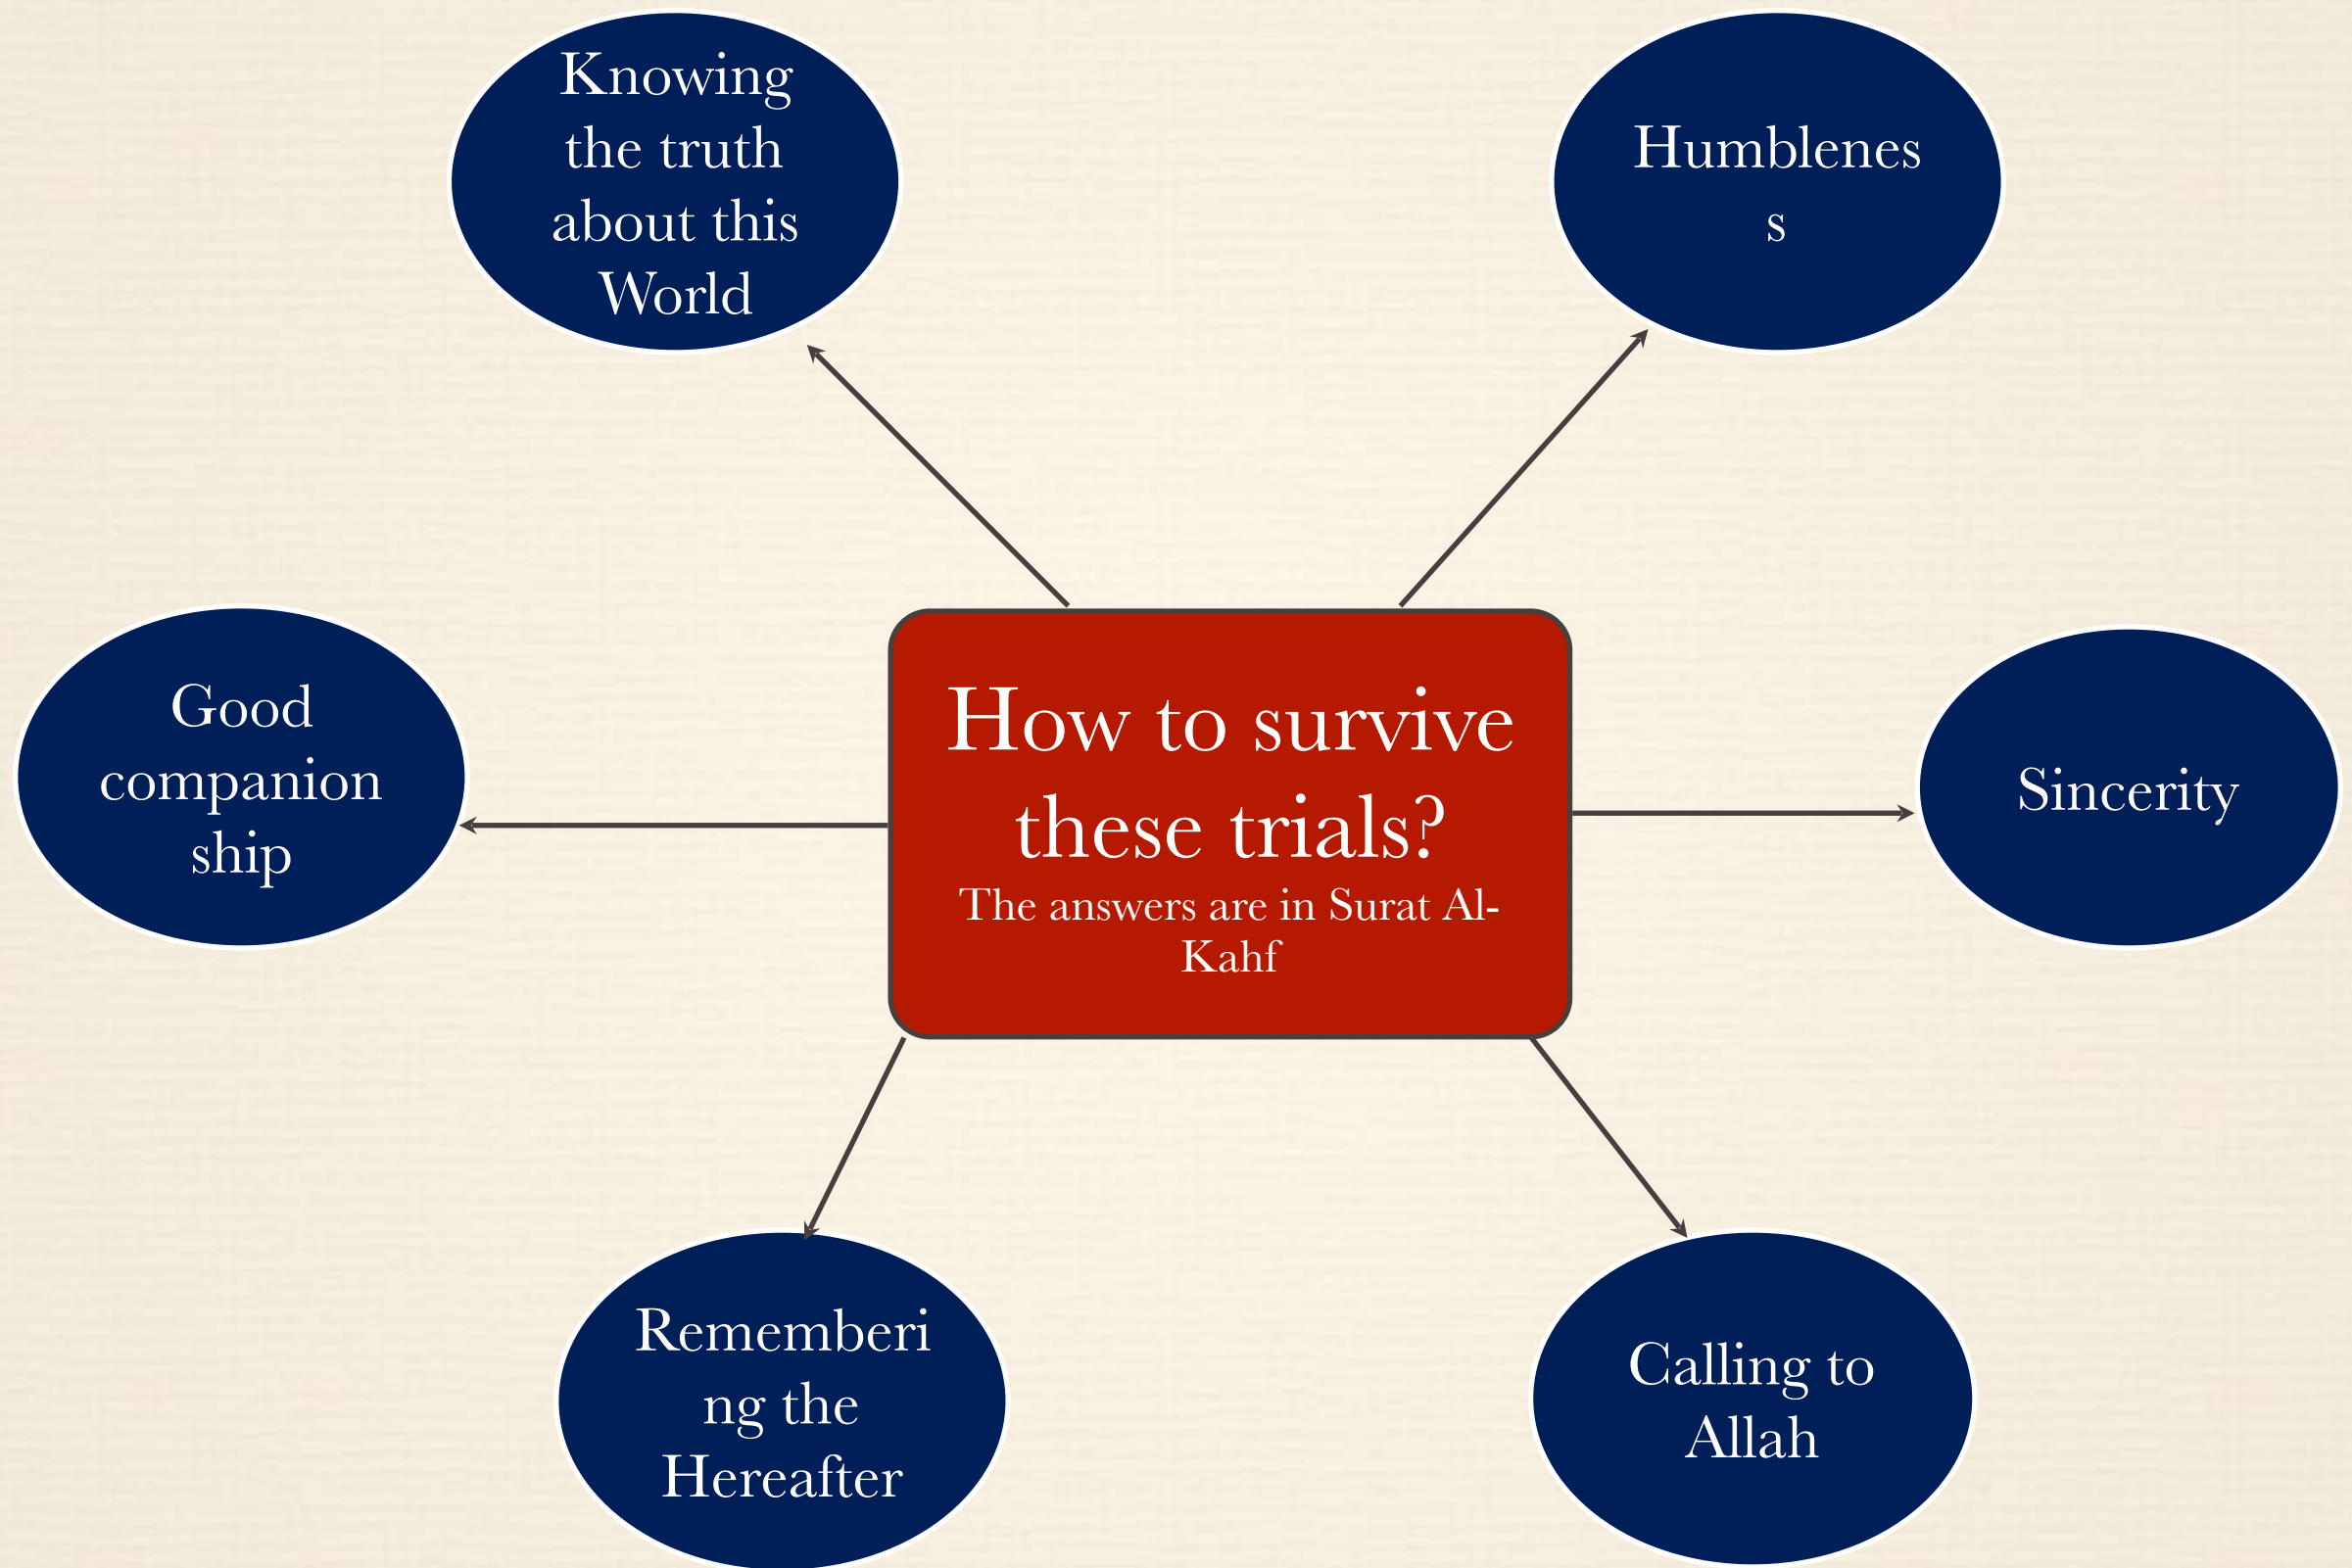 Knowing
the truth
about this
World
Humblenes
s
Good
companion
ship
How to survive
these trials?
The answers are in Surat Al-
Kahf
Sincerity
Rememberi
ng the
Hereafter
Calling to
Allah